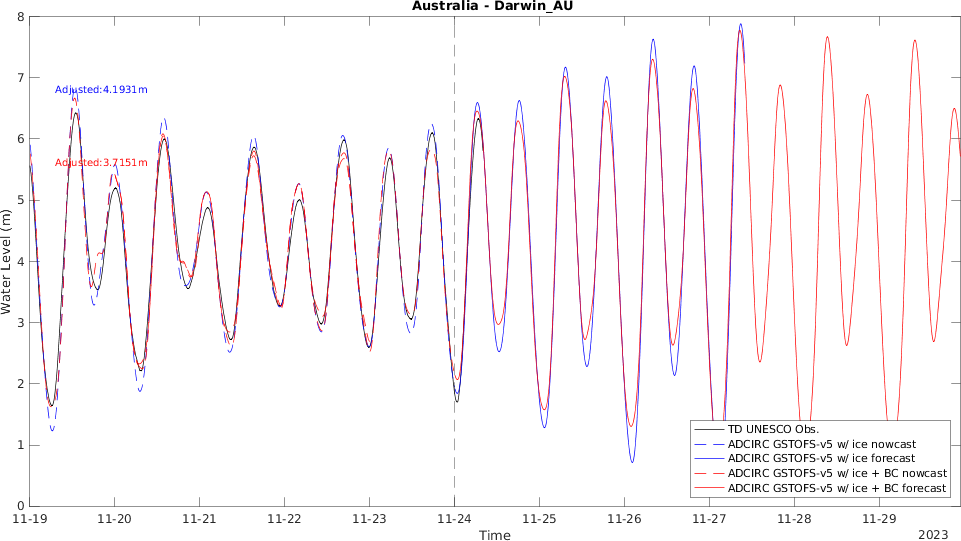 Australia - Darwin_AU
8
7
6
5
4
3
2
1
0
Water Level (m)
Adjusted:4.1931m
Adjusted:3.7151m
TD UNESCO Obs.
ADCIRC GSTOFS-v5 w/ ice nowcast
ADCIRC GSTOFS-v5 w/ ice forecast
ADCIRC GSTOFS-v5 w/ ice + BC nowcast
ADCIRC GSTOFS-v5 w/ ice + BC forecast
11-19 11-20 11-21 11-22 11-23 11-24 11-25 11-26 11-27 11-28 11-29
Time
2023